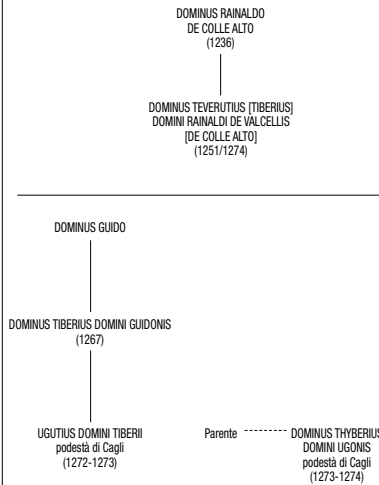 DOMINUS RAINALDO
DE COLLE ALTO
(1236)
DOMINUS TEVERUTIUS [TIBERIUS]
DOMINI RAINALDI DE VALCELLIS
[DE COLLE ALTO]
(1251/1274)
DOMINUS GUIDO
DOMINUS TIBERIUS DOMINI GUIDONIS
(1267)
UGUTIUS DOMINI TIBERII
podestà di Cagli
(1272-1273)
Parente
DOMINUS THYBERIUS
DOMINI UGONIS
podestà di Cagli
(1273-1274)